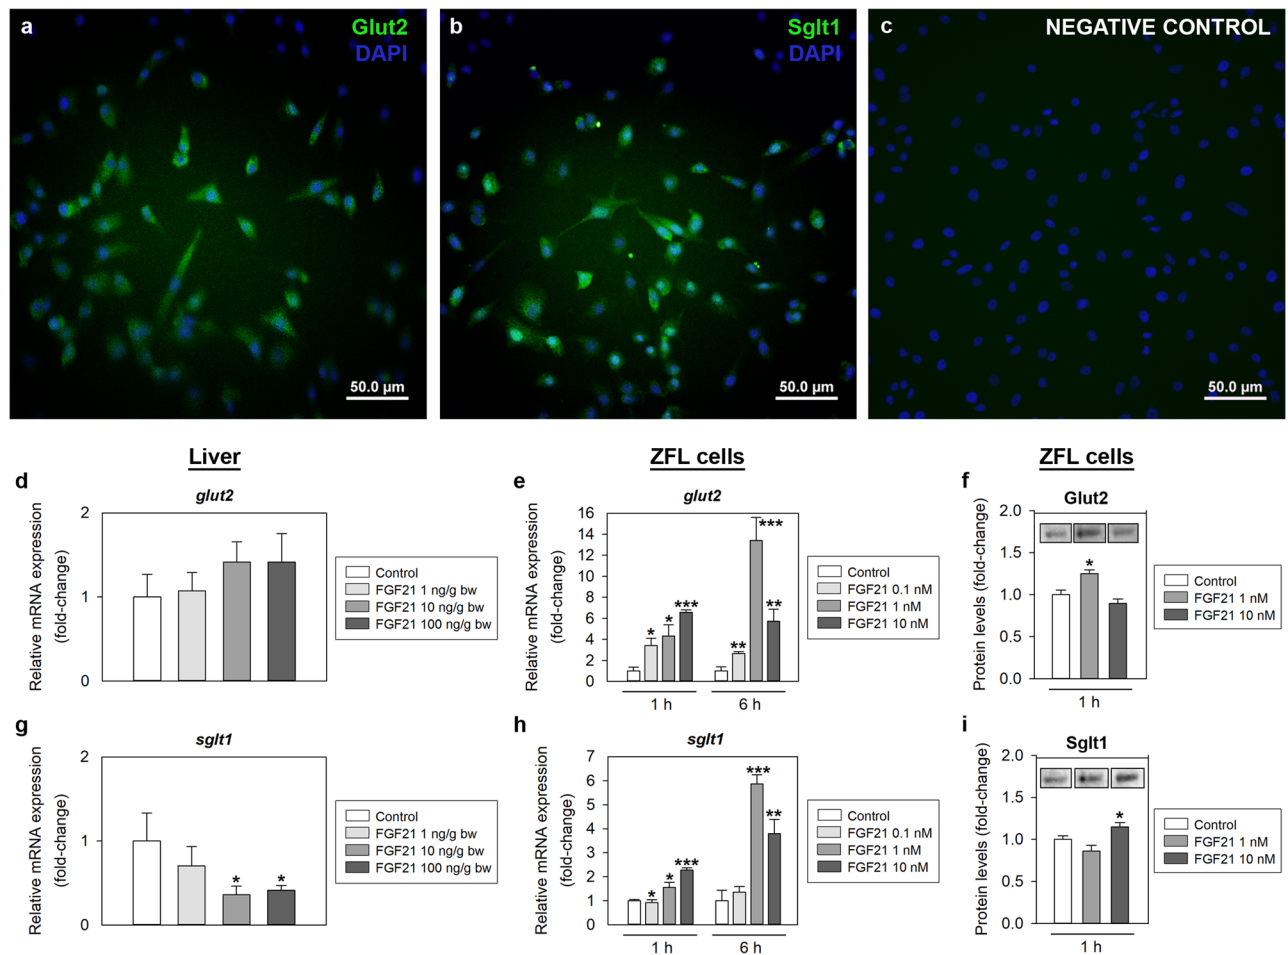 a
Glut2
DAPI
50.0 µm
b
Sglt1
DAPI
50.0 µm
c
NEGATIVE CONTROL
50.0 µm
Liver
ZFL cells
ZFL cells
d
glut2
Relative mRNA expression
(fold-change)
2
1
0
Control
FGF21 1 ng/g bw
FGF21 10 ng/g bw
FGF21 100 ng/g bw
e
glut2
Relative mRNA expression
(fold-change)
16
14
12
10
8
6
4
2
0
*
*
***
**
***
**
1 h
6 h
Control
FGF21 0.1 nM
FGF21 1 nM
FGF21 10 nM
f
Glut2
Protein levels (fold-change)
2.0
1.5
1.0
0.5
0.0
*
1 h
Control
FGF21 1 nM
FGF21 10 nM
g
sglt1
Relative mRNA expression
(fold-change)
2
1
0
*
*
Control
FGF21 1 ng/g bw
FGF21 10 ng/g bw
FGF21 100 ng/g bw
h
sglt1
Relative mRNA expression
(fold-change)
7
6
5
4
3
2
1
0
*
*
***
***
**
1 h
6 h
Control
FGF21 0.1 nM
FGF21 1 nM
FGF21 10 nM
i
Sglt1
Protein levels (fold-change)
2.0
1.5
1.0
0.5
0.0
*
1 h
Control
FGF21 1 nM
FGF21 10 nM